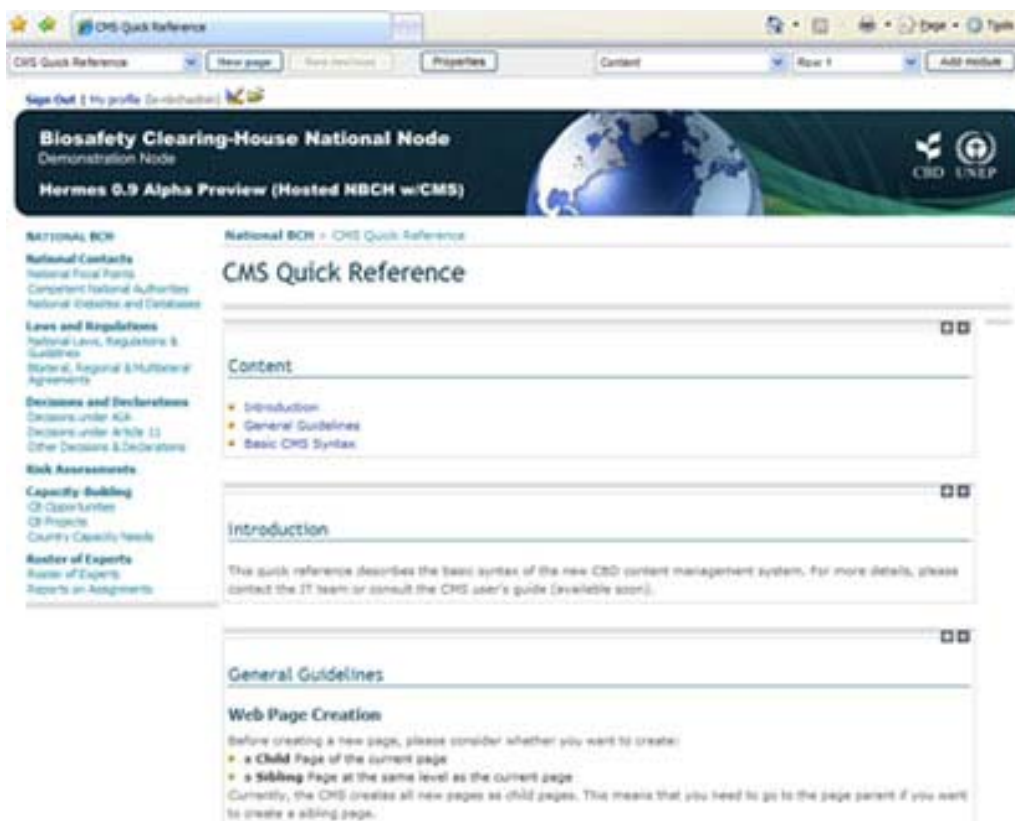 CMS Quick Reference
Page Tools
CMS Quick Reference New page Properties Content Row 1 Add module
Sign Out | My profile
Biosafety Clearing-House National Node
Demonstration Node
Hermes 0.9 Alpha Preview (Hosted NBCH w/CMS)
CBD UNEP
NATIONAL BCH
National Contacts
National Focal Points
Competent National Authorities
National Websites and Databases
Laws and Regulations
National Laws, Regulations &
Guidelines
Bilateral, Regional & Multilateral
Agreements
Decisions and Declarations
Decisions under AIA
Decisions under Article 11
Other Decisions & Declarations
Risk Assessments
Capacity-Building
CB Opportunities
CB Projects
Country Capacity Needs
Roster of Experts
Roster of Experts
Reports on Assignments
National BCH > CMS Quick Reference
CMS Quick Reference
Content
Introduction
General Guidelines
Basic CMS Syntax
Introduction
This quick reference describes the basic syntax of the new CBD content management system. For more details, please
contact the IT team or consult the CMS user's guide (available soon).
General Guidelines
Web Page Creation
Before creating a new page, please consider whether you want to create:
a Child Page of the current page
a Sibling Page at the same level as the current page
Currently, the CMS creates all new pages as child pages. This means that you need to go to the page parent if you want
to create a sibling page.